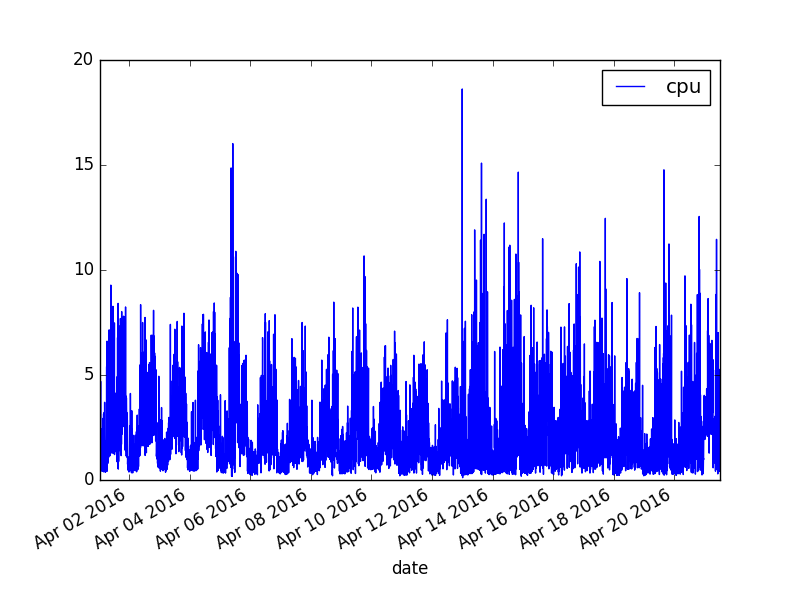 20
15
10
5
0
cpu
Apr 02 2016
Apr 04 2016
Apr 06 2016
Apr 08 2016
Apr 10 2016
Apr 12 2016
Apr 14 2016
Apr 16 2016
Apr 18 2016
Apr 20 2016
date